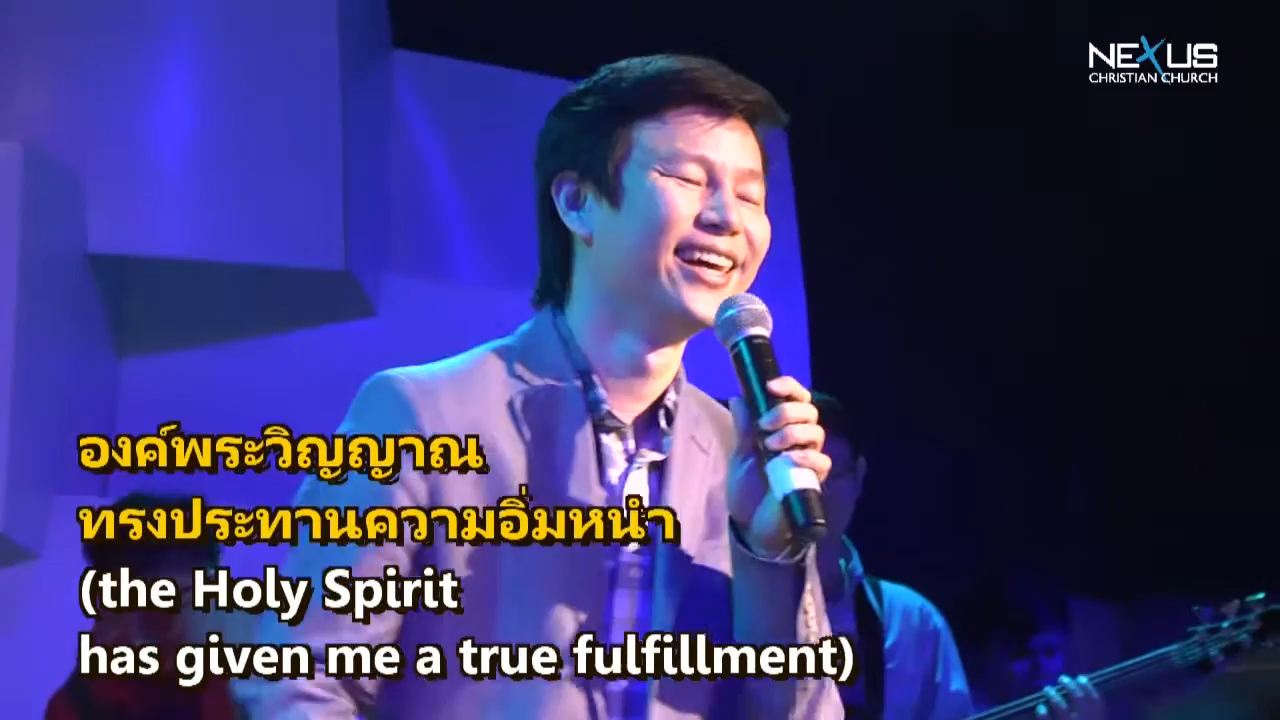 NEXUS
CHRISTIAN CHURCH
องค์พระวิญญาณ
ทรงประทานความอิ่มหนำ
(the Holy Spirit
has given me a true fulfillment)